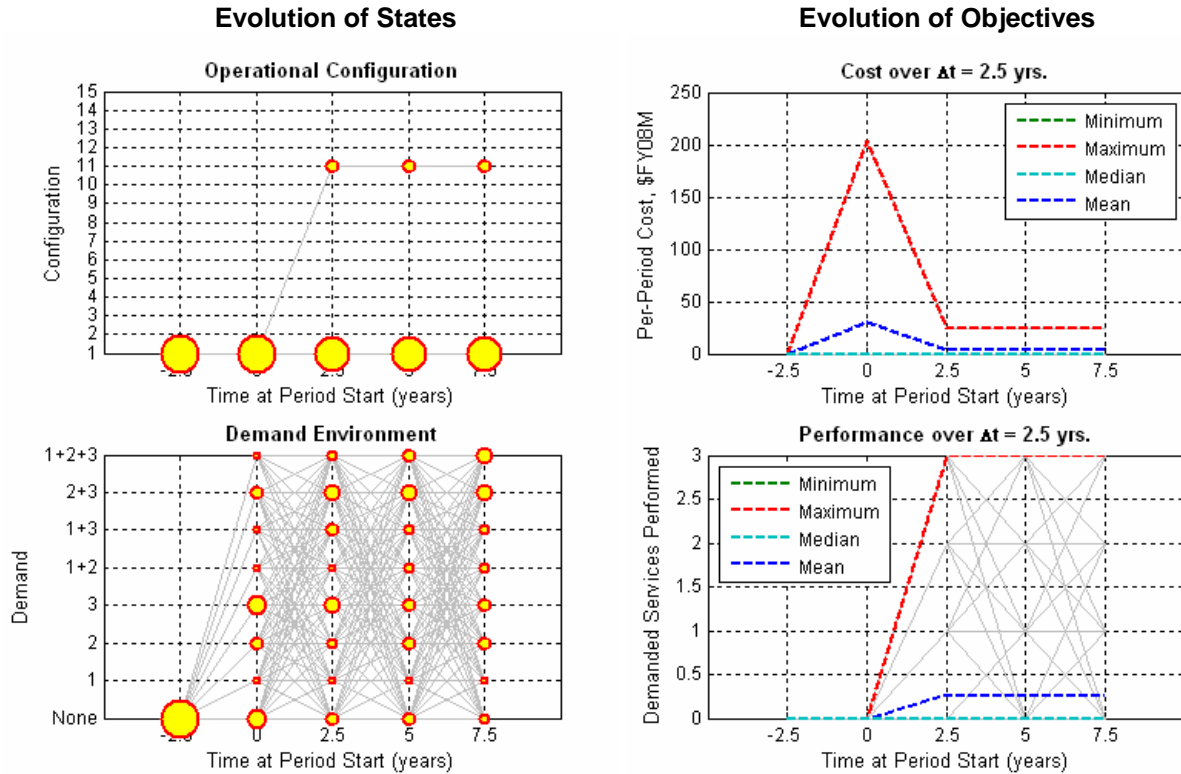 Evolution of States
Evolution of Objectives
Operational Configuration
15
14
13
12
11
10
9
8
7
6
5
4
3
2
1
Configuration
-2.5
0
2.5
5
7.5
Time at Period Start (years)
Cost over Δt = 2.5 yrs.
250
200
150
100
50
0
Per-Period Cost, $FY08M
Minimum
Maximum
Median
Mean
-2.5
0
2.5
5
7.5
Time at Period Start (years)
Demand Environment
1+2+3
2+3
1+3
1+2
3
2
1
None
Demand
-2.5
0
2.5
5
7.5
Time at Period Start (years)
Performance over Δt = 2.5 yrs.
3
2.5
2
1.5
1
0.5
0
Demanded Services Performed
Minimum
Maximum
Median
Mean
-2.5
0
2.5
5
7.5
Time at Period Start (years)